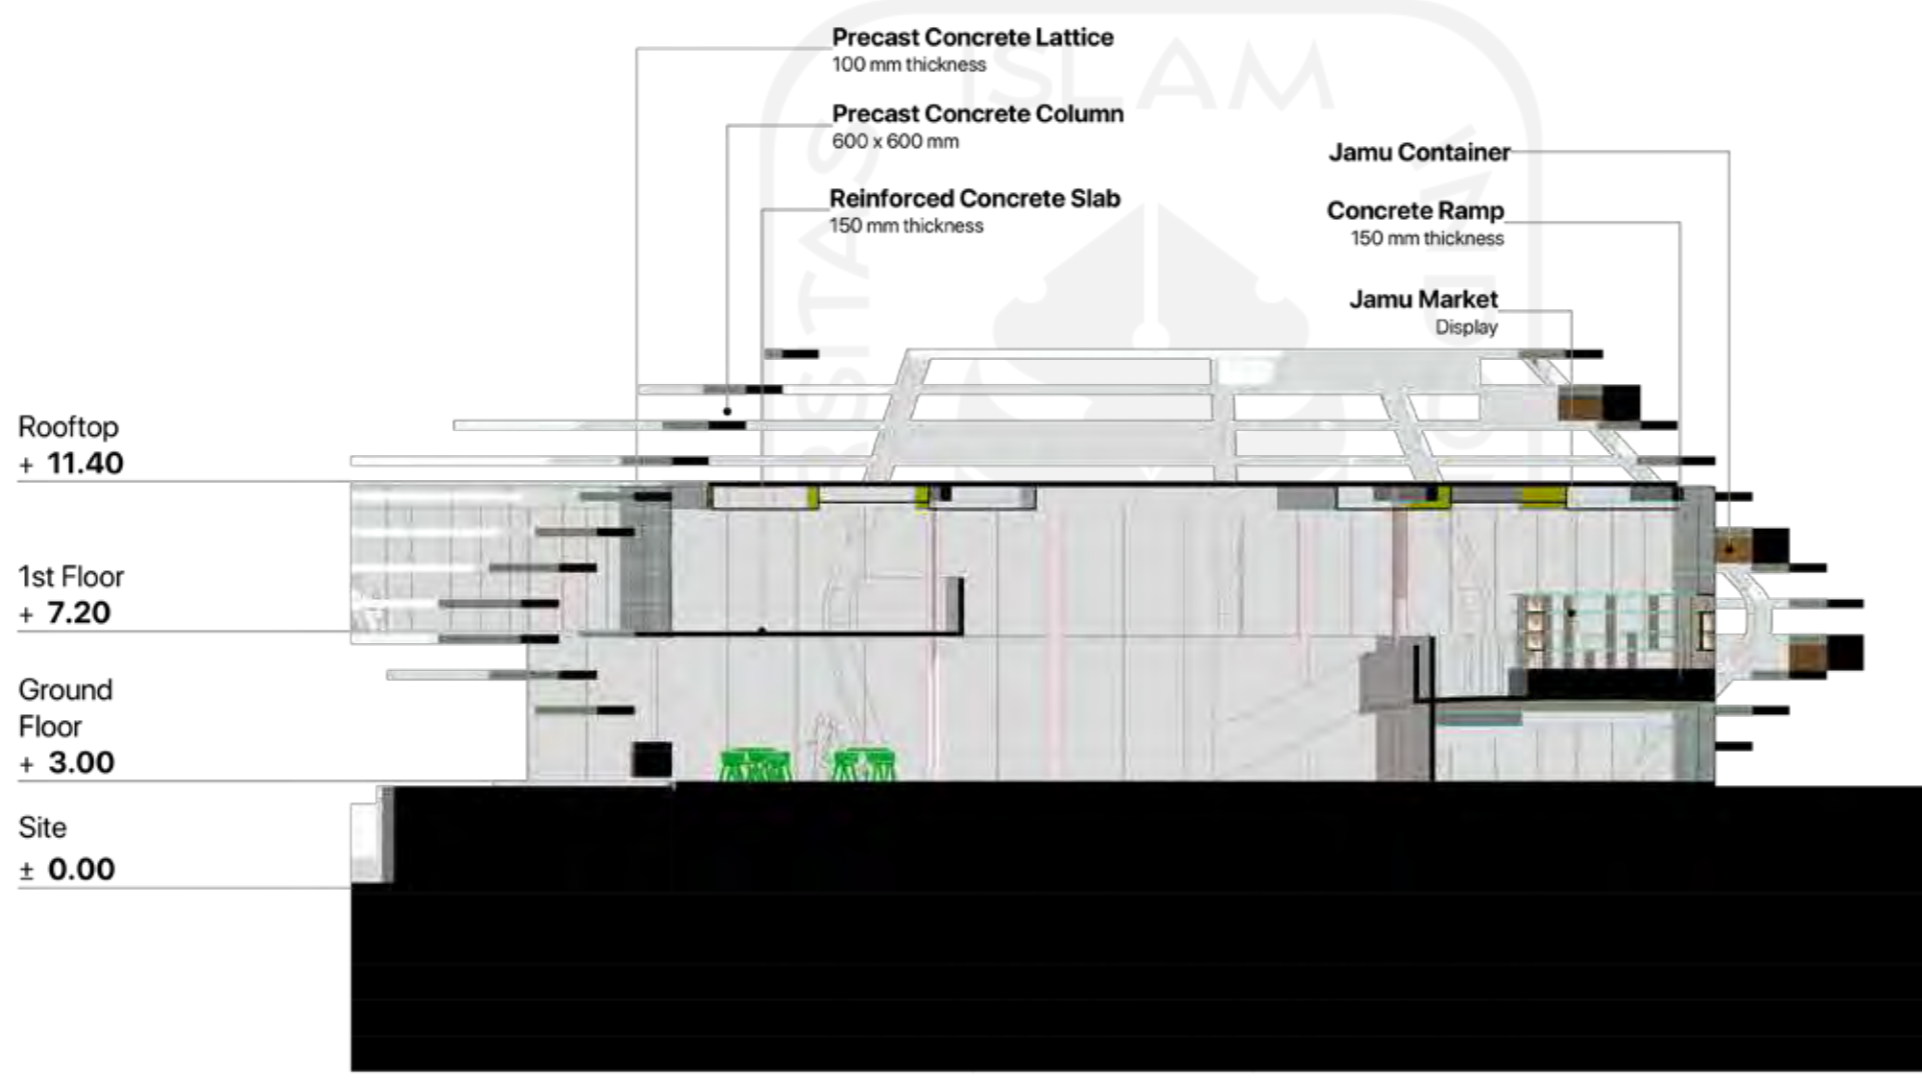 Precast Concrete Lattice
100 mm thickness
Precast Concrete Column
600 x 600 mm
Reinforced Concrete Slab
150 mm thickness
Jamu Container
Concrete Ramp
150 mm thickness
Jamu Market
Display
Rooftop
+ 11.40
1st Floor
+ 7.20
Ground
Floor
+ 3.00
Site
± 0.00
ISLAM